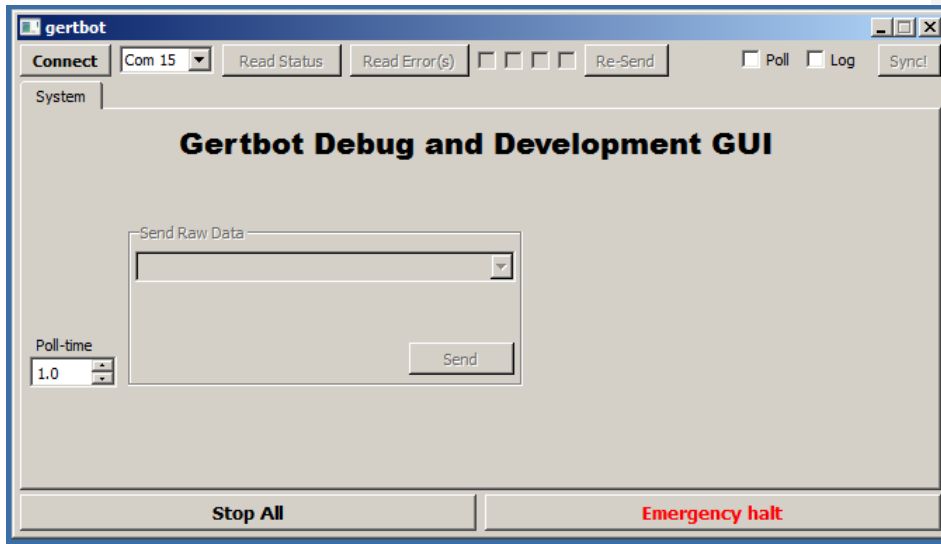 gertbot
Connect Com 15 Read Status Read Error(s) Re-Send Poll Log Sync!
System
Gertbot Debug and Development GUI
Send Raw Data
Poll-time
1.0
Send
Stop All Emergency halt